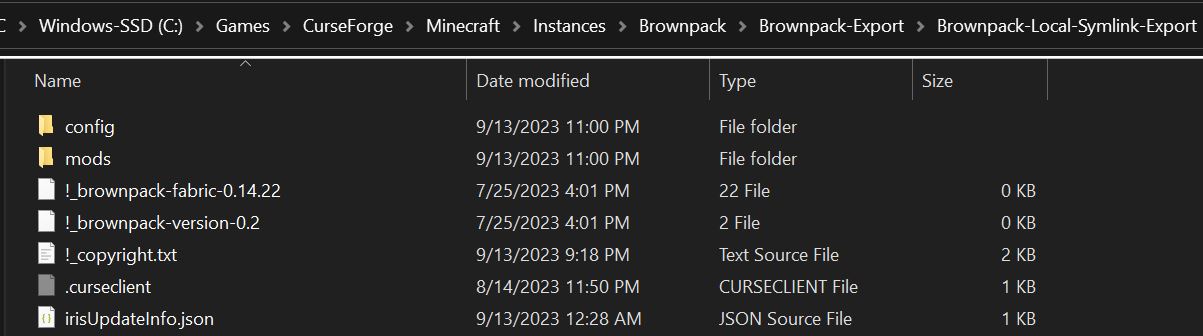 C > Windows-SSD (C:) > Games > CurseForge > Minecraft > Instances > Brownpack > Brownpack-Export > Brownpack-Local-Symlink-Export
Name Date modified Type Size
config 9/13/2023 11:00 PM File folder
mods 9/13/2023 11:00 PM File folder
!_brownpack-fabric-0.14.22 7/25/2023 4:01 PM 22 File 0 KB
!_brownpack-version-0.2 7/25/2023 4:01 PM 2 File 0 KB
!_copyright.txt 9/13/2023 9:18 PM Text Source File 2 KB
.curseclient 8/14/2023 11:50 PM CURSECLIENT File 1 KB
irisUpdateInfo.json 9/13/2023 12:28 AM JSON Source File 1 KB